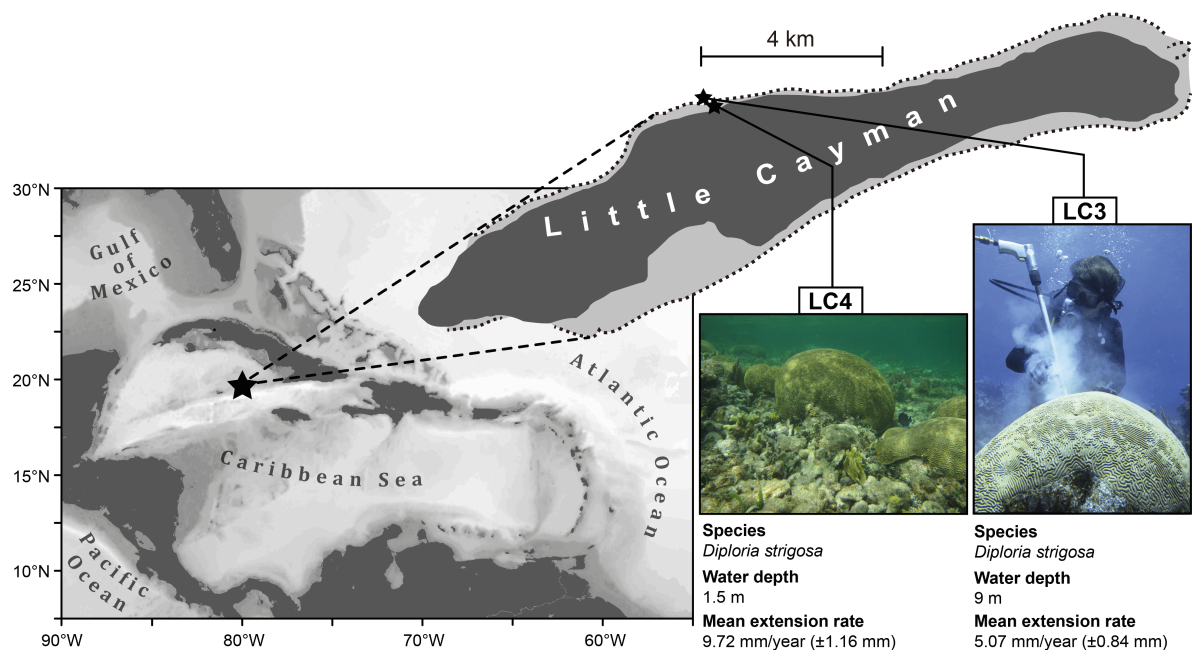 4 km
Little Cayman
30°N
25°N
20°N
15°N
10°N
90°W
80°W
70°W
60°W
Gulf
of
Mexico
Atlantic Ocean
Caribbean Sea
Pacific
Ocean
LC4
Species
Diploria strigosa
Water depth
1.5 m
Mean extension rate
9.72 mm/year (±1.16 mm)
LC3
Species
Diploria strigosa
Water depth
9 m
Mean extension rate
5.07 mm/year (±0.84 mm)